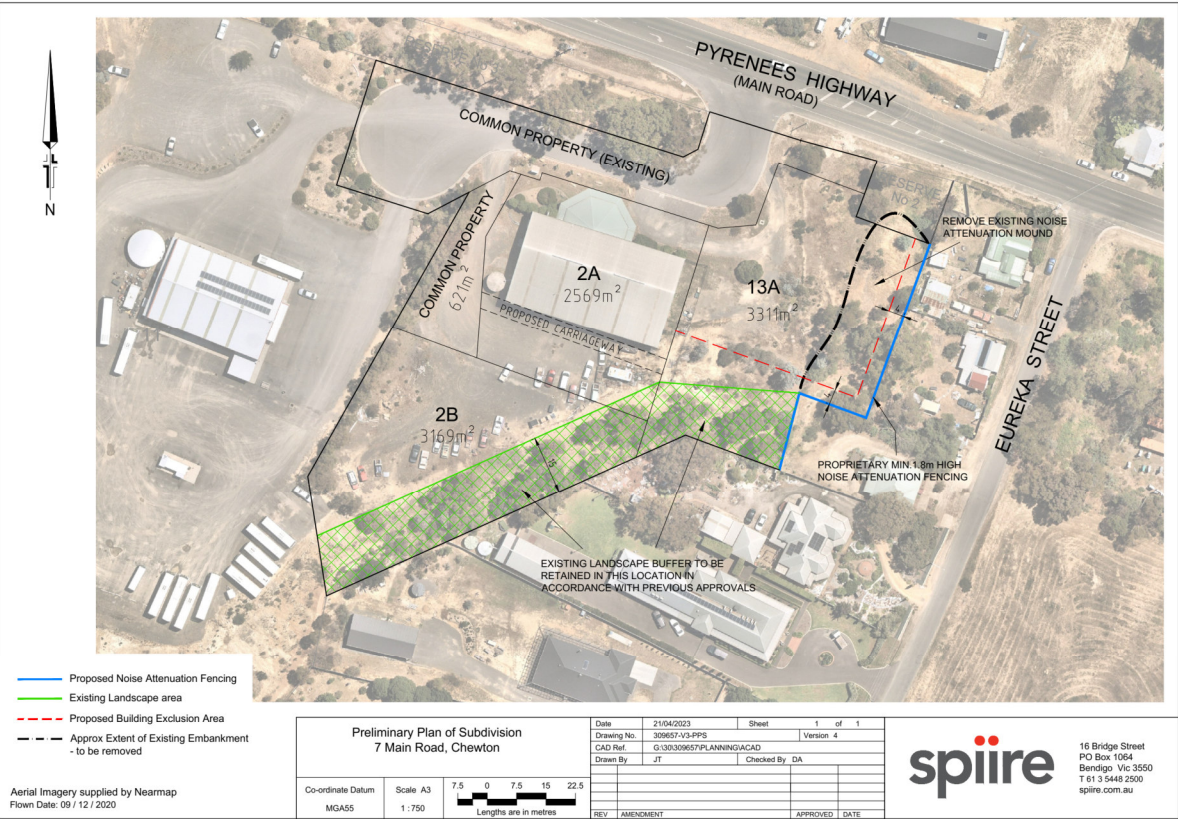 PYRENEES HIGHWAY
(MAIN ROAD)
COMMON PROPERTY (EXISTING)
N
No 2
REMOVE EXISTING NOISE
ATTENUATION MOUND
COMMON PROPERTY
621m²
2A
2569m²
PROPOSED CARRIAGEWAY
13A
3311m²
4
4
EUREKA STREET
2B
3169m²
15
PROPRIETARY MIN.1.8m HIGH
NOISE ATTENUATION FENCING
EXISTING LANDSCAPE BUFFER TO BE
RETAINED IN THIS LOCATION IN
ACCORDANCE WITH PREVIOUS APPROVALS
Proposed Noise Attenuation Fencing
Existing Landscape area
Proposed Building Exclusion Area
Approx Extent of Existing Embankment
- to be removed
Aerial Imagery supplied by Nearmap
Flown Date: 09 / 12 / 2020
Preliminary Plan of Subdivision
7 Main Road, Chewton
Co-ordinate Datum
MGA55
Scale A3
1 : 750
7.5 0 7.5 15 22.5
Lengths are in metres
Date 21/04/2023 Sheet 1 of 1
Drawing No. 309657-V3-PPS Version 4
CAD Ref. G:\30\309657\PLANNING\ACAD
Drawn By JT Checked By DA
REV AMENDMENT APPROVED DATE
spiire
16 Bridge Street
PO Box 1064
Bendigo Vic 3550
T 61 3 5448 2500
spiire.com.au